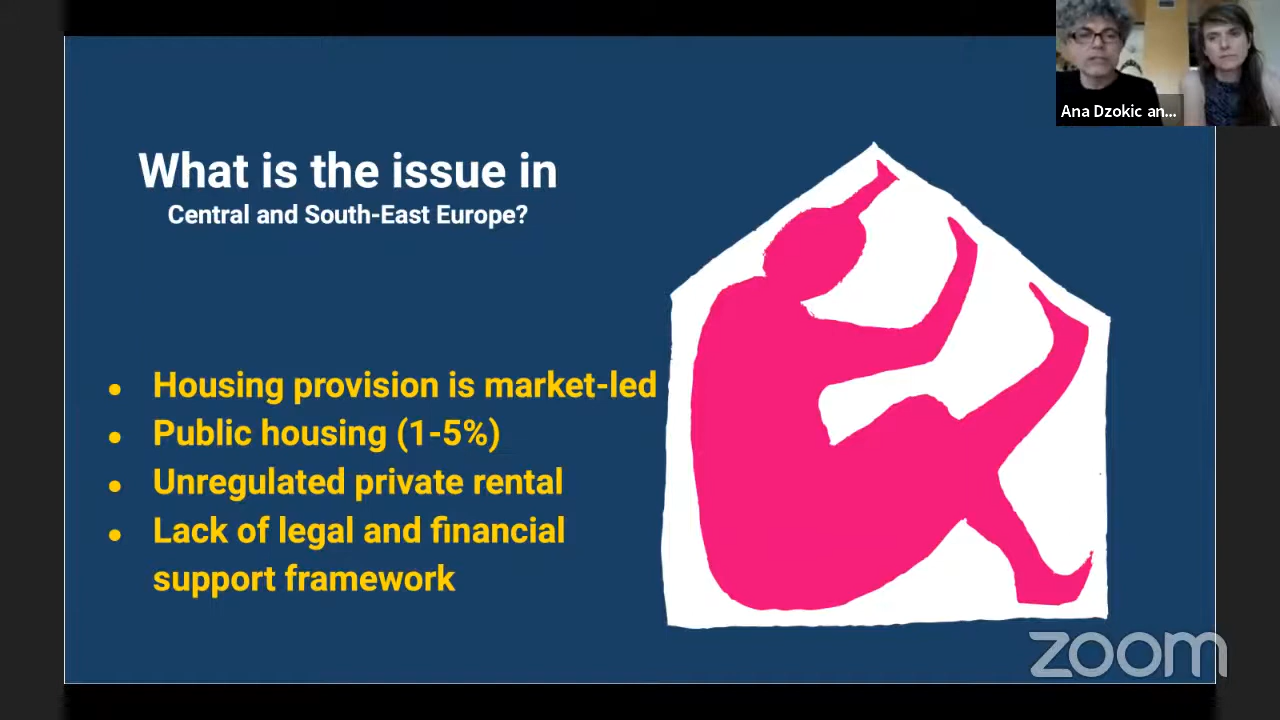 Ana Dzokic an...
What is the issue in
Central and South-East Europe?
● Housing provision is market-led
● Public housing (1-5%)
● Unregulated private rental
● Lack of legal and financial
support framework
zoom